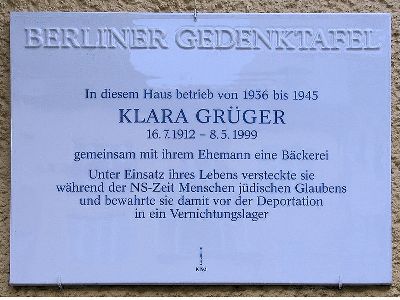 BERLINER GEDENKTAFEL
In diesem Haus betrieb von 1936 bis 1945
KLARA GRÜGER
16.7.1912 – 8.5.1999
gemeinsam mit ihrem Ehemann eine Bäckerei
Unter Einsatz ihres Lebens versteckte sie
während der NS-Zeit Menschen jüdischen Glaubens
und bewahrte sie damit vor der Deportation
in ein Vernichtungslager